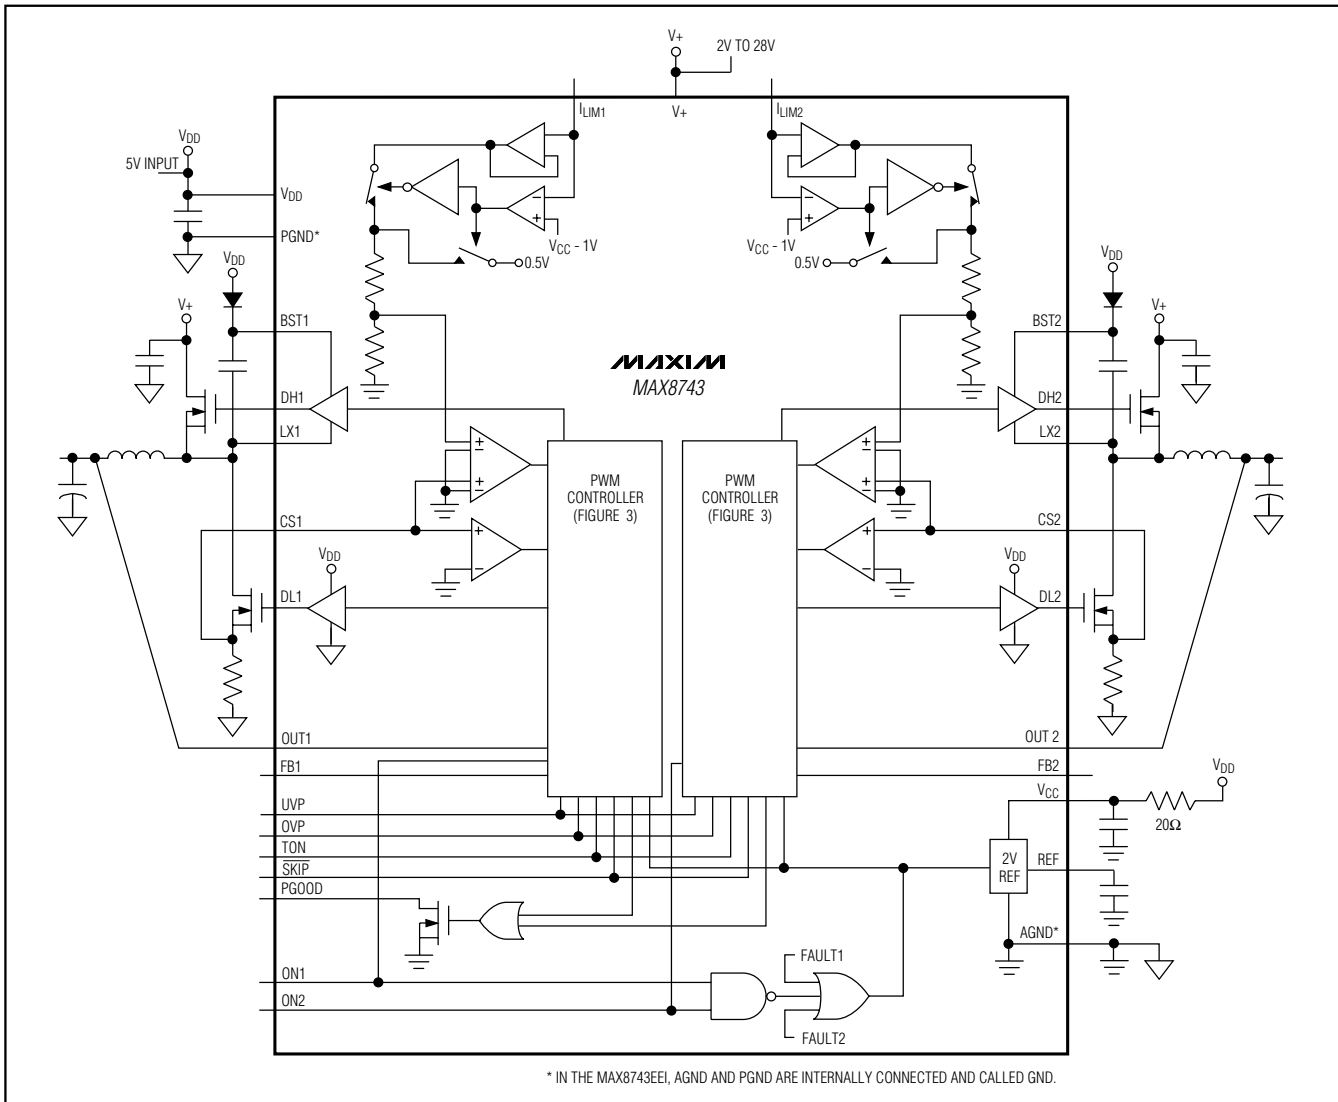 V+
2V TO 28V
ILIM1
V+
ILIM2
VDD
5V INPUT
VDD
PGND*
−
+
VCC - 1V
0.5V
−
+
VCC - 1V
0.5V
VDD
V+
BST1
DH1
LX1
CS1
VDD
DL1
MAXIM
MAX8743
VDD
V+
BST2
DH2
LX2
CS2
VDD
DL2
+
−
+
−
+
−
PWM
CONTROLLER
(FIGURE 3)
PWM
CONTROLLER
(FIGURE 3)
+
−
+
−
+
−
OUT1
FB1
UVP
OVP
TON
SKIP
PGOOD
ON1
ON2
OUT 2
FB2
VCC
VDD
20Ω
2V
REF
REF
AGND*
FAULT1
FAULT2
* IN THE MAX8743EEI, AGND AND PGND ARE INTERNALLY CONNECTED AND CALLED GND.